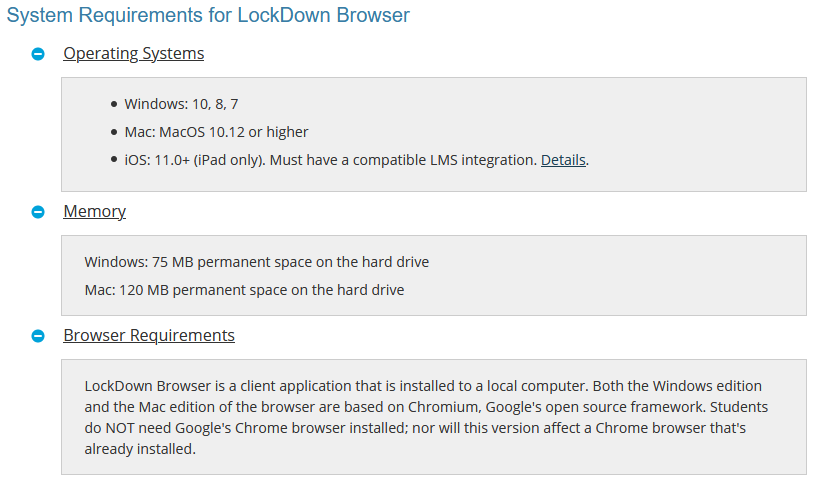 System Requirements for LockDown Browser
Operating Systems
• Windows: 10, 8, 7
• Mac: MacOS 10.12 or higher
• iOS: 11.0+ (iPad only). Must have a compatible LMS integration. Details.
Memory
Windows: 75 MB permanent space on the hard drive
Mac: 120 MB permanent space on the hard drive
Browser Requirements
LockDown Browser is a client application that is installed to a local computer. Both the Windows edition
and the Mac edition of the browser are based on Chromium, Google's open source framework. Students
do NOT need Google's Chrome browser installed; nor will this version affect a Chrome browser that's
already installed.